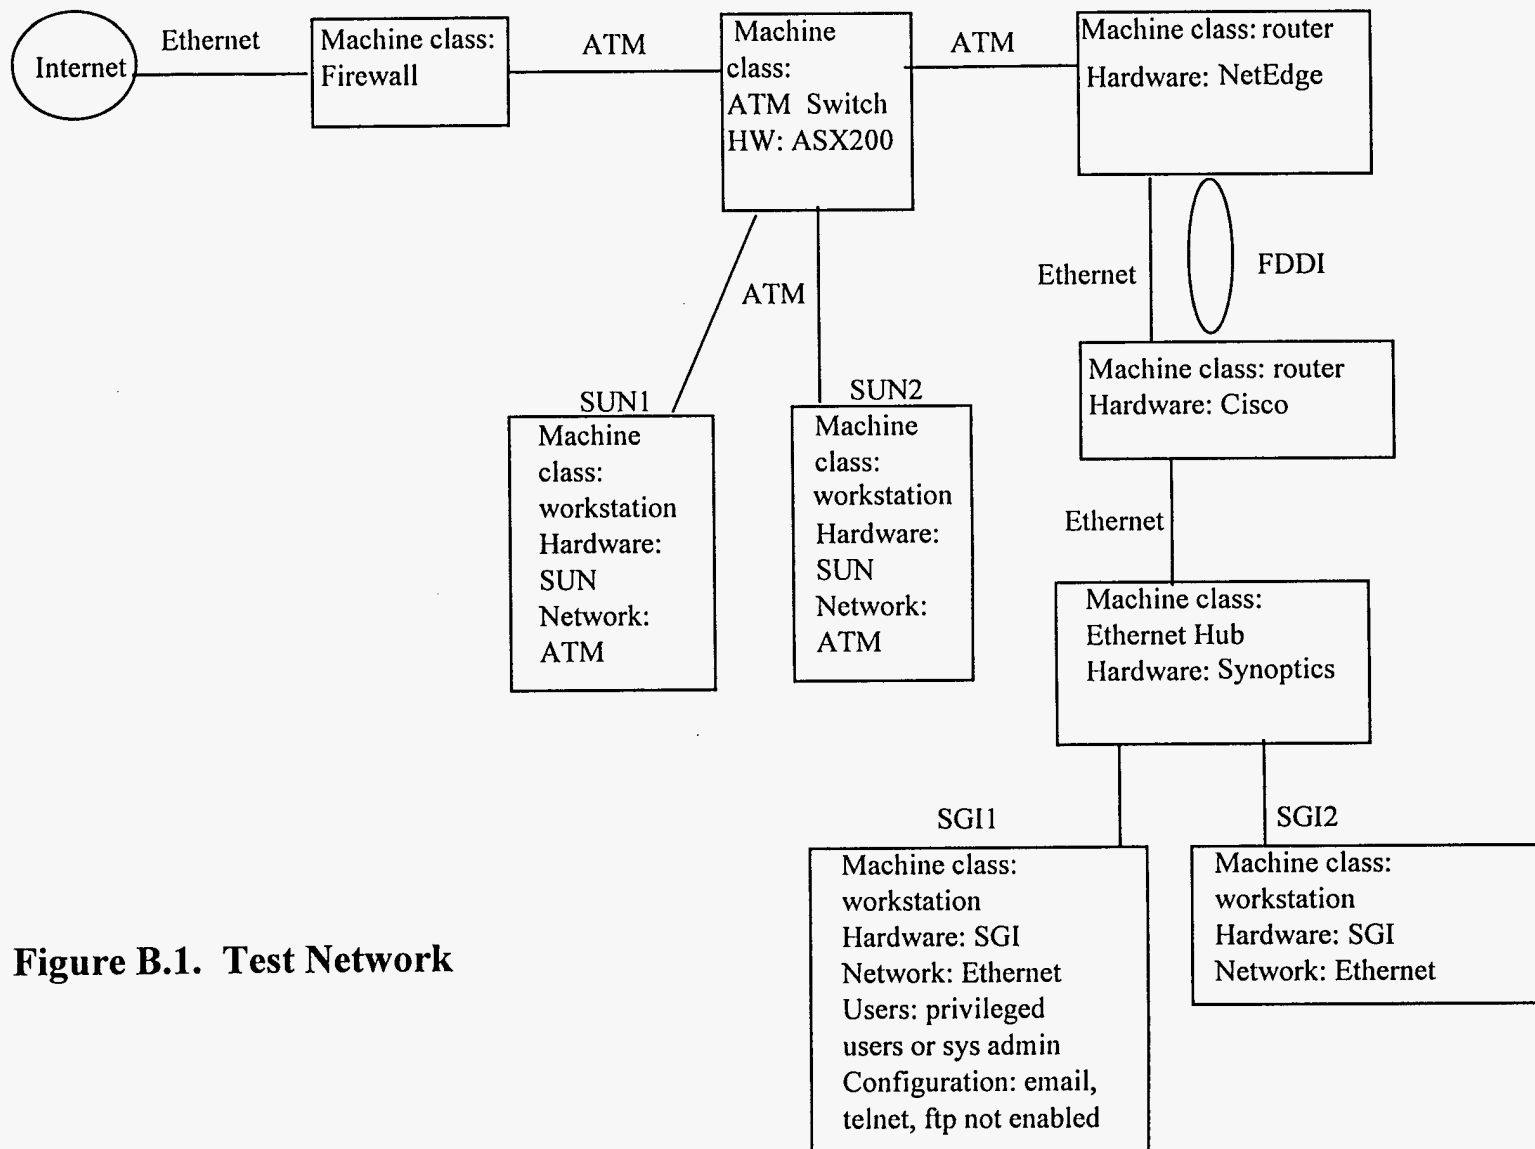 Internet
Ethernet
Machine class:
Firewall
ATM
Machine
class:
ATM Switch
HW: ASX200
ATM
Machine class: router
Hardware: NetEdge
Ethernet
FDDI
ATM
Machine class: router
Hardware: Cisco
SUN1
Machine
class:
workstation
Hardware:
SUN
Network:
ATM
SUN2
Machine
class:
workstation
Hardware:
SUN
Network:
ATM
Ethernet
Machine class:
Ethernet Hub
Hardware: Synoptics
SGI1
Machine class:
workstation
Hardware: SGI
Network: Ethernet
Users: privileged
users or sys admin
Configuration: email,
telnet, ftp not enabled
SGI2
Machine class:
workstation
Hardware: SGI
Network: Ethernet
Figure B.1. Test Network